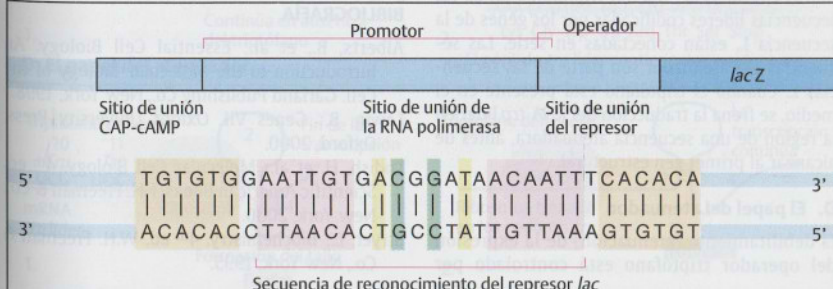 Promotor Operador
lac Z
Sitio de unión Sitio de unión de Sitio de unión
CAP-cAMP la RNA polimerasa del represor
5' TGTGTGGAATTGTGACGGATAACAATTTCACACA 3'
3' ACACACCTTAACACTGCCTATTGTTAAAGTGTGT 5'
Secuencia de reconocimiento del represor lac